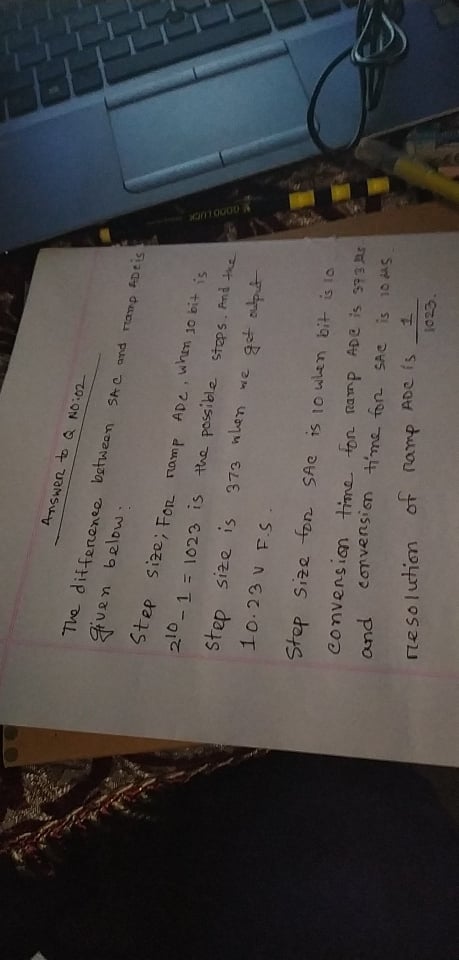 Answer to Q NO:02
The difference between SAC and ramp ADC is
given below:
Step size; For ramp ADC, when 10 bit is
2¹⁰ - 1 = 1023 is the possible steps. And the
step size is 373 when we get output
10.23 V F.S.
Step size for SAC is 10 when bit is 10
conversion time for ramp ADC is 373 μs
and conversion time for SAC is 10 μs
resolution of ramp ADC is 1/1023.